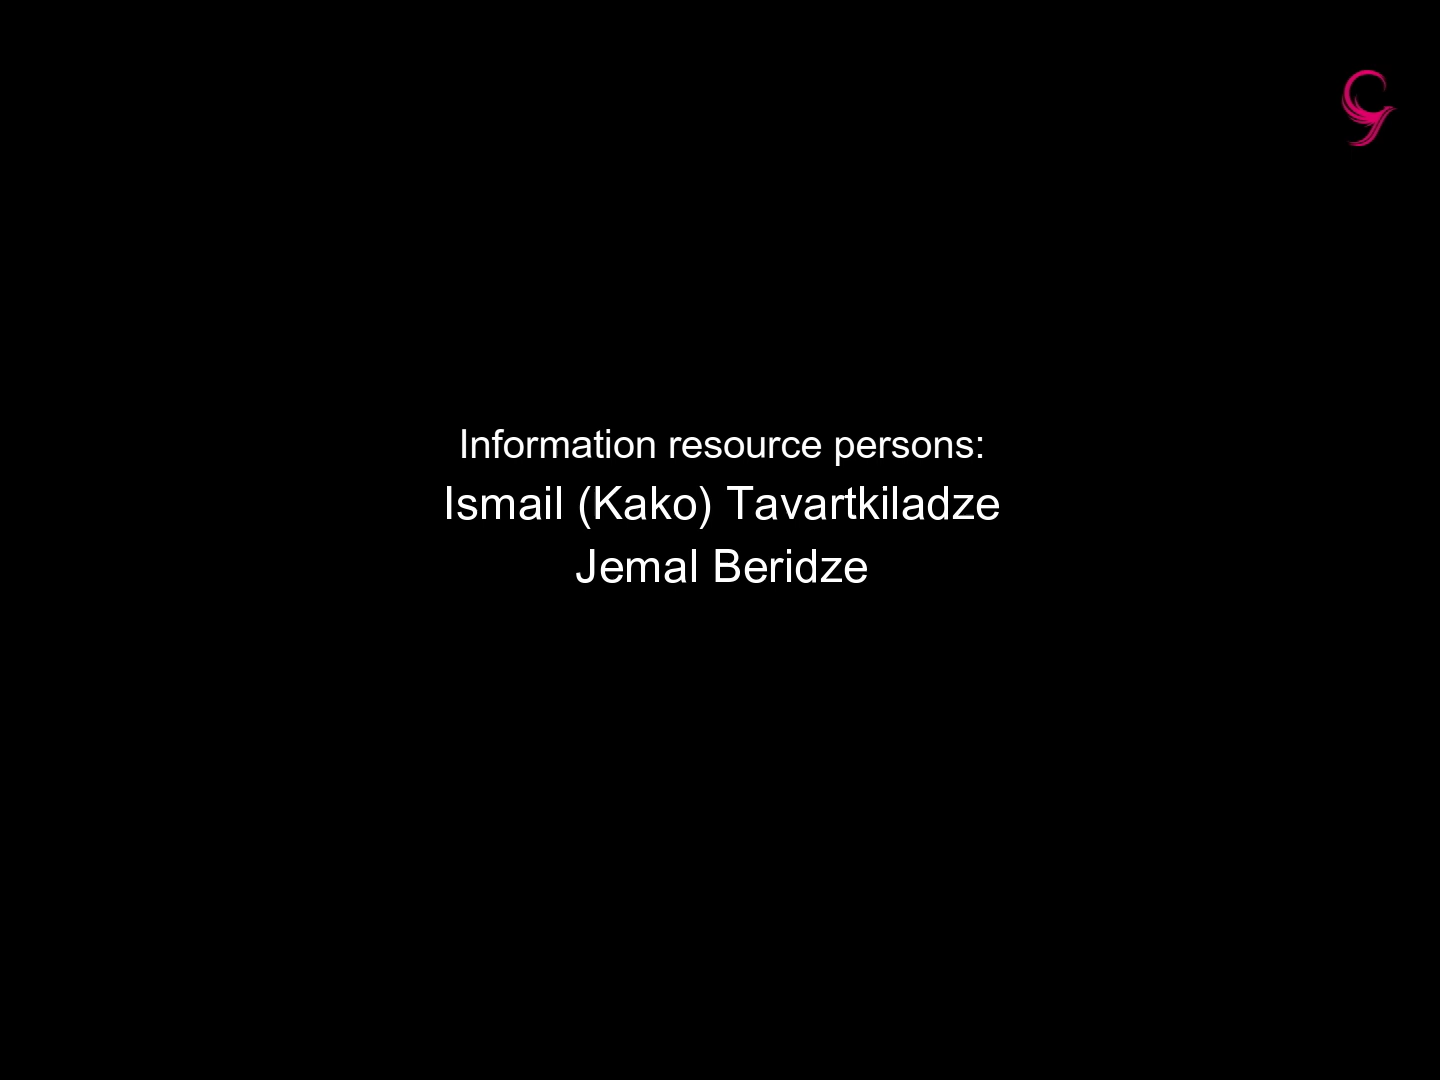 Information resource persons:
Ismail (Kako) Tavartkiladze
Jemal Beridze